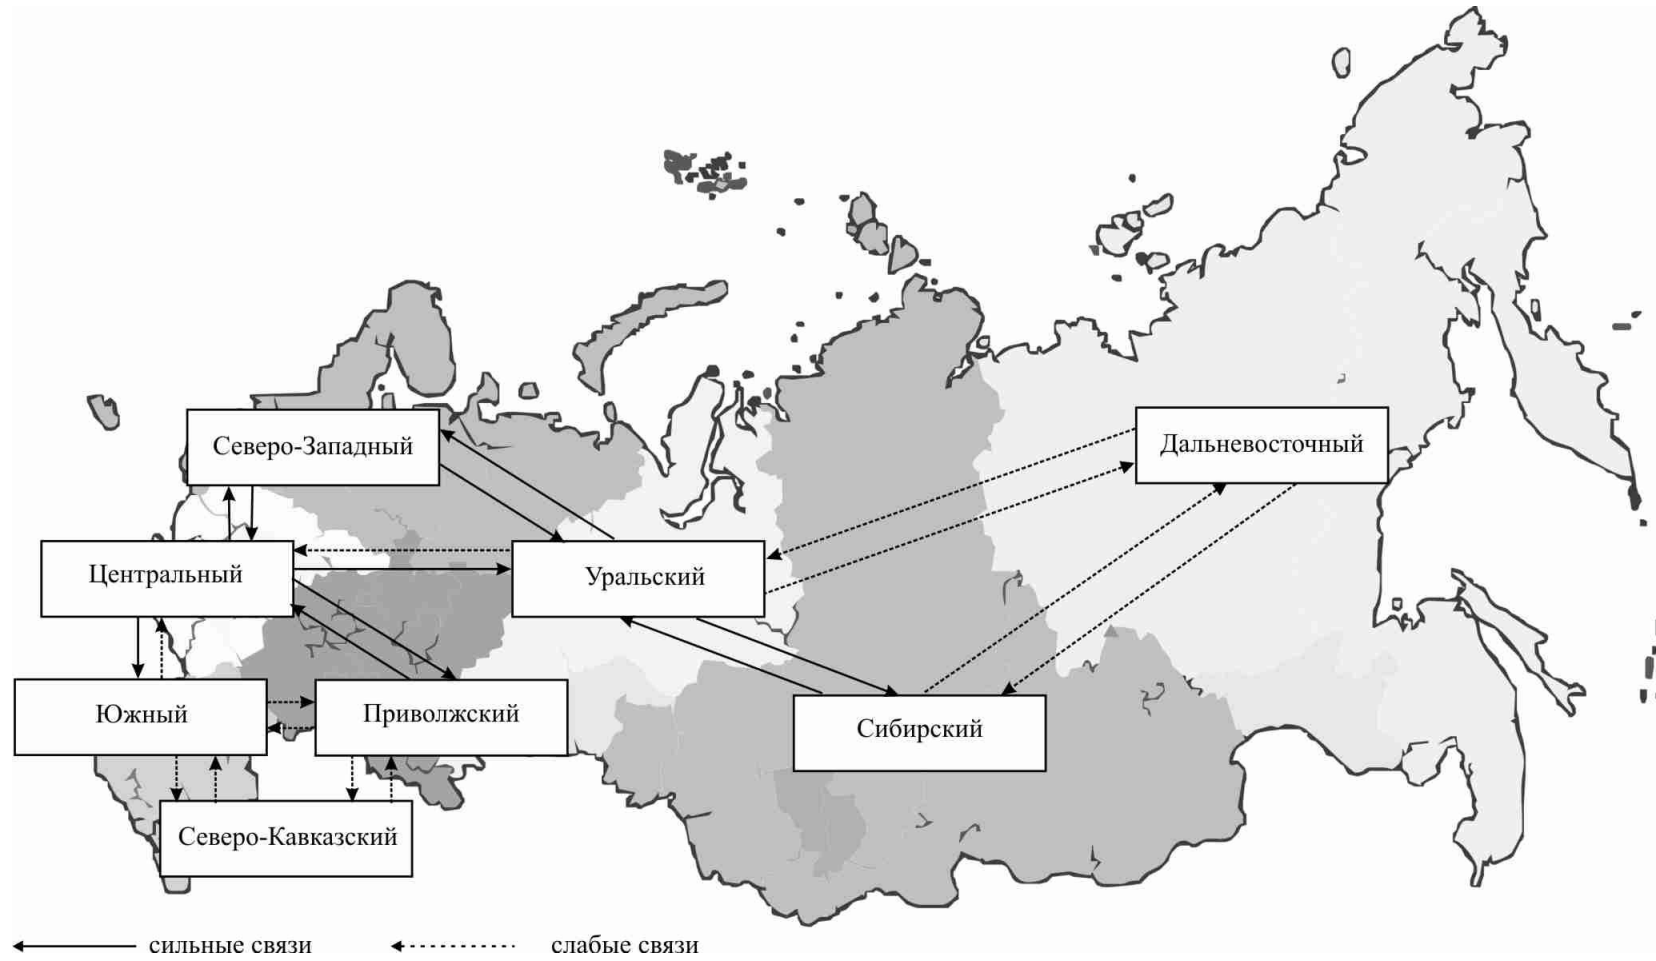 Северо-Западный
Дальневосточный
Центральный
Уральский
Южный
Приволжский
Сибирский
Северо-Кавказский
сильные связи
слабые связи